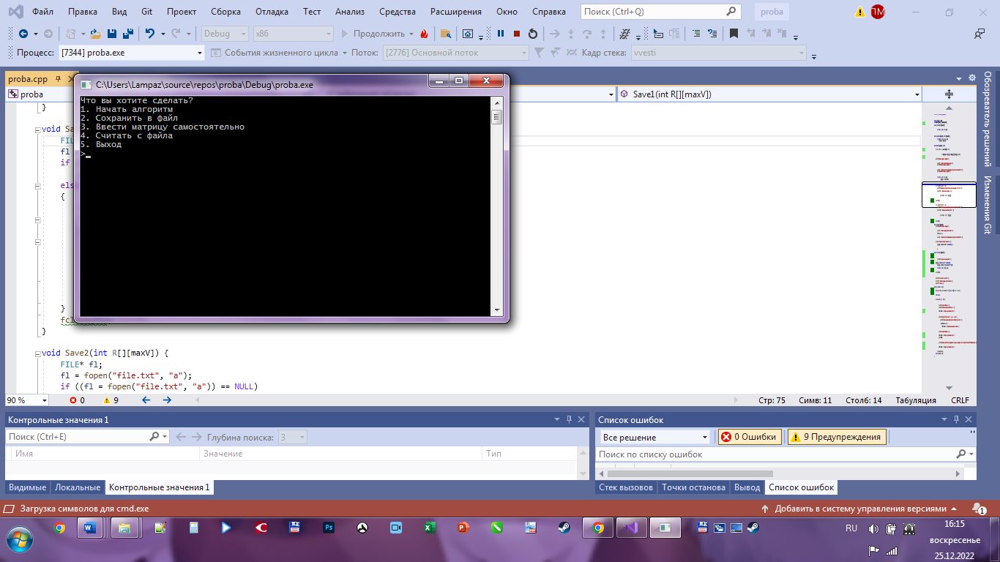 Файл Правка Вид Git Проект Сборка Отладка Тест Анализ Средства Расширения Окно Справка Поиск (Ctrl+Q) proba ПМ
Debug x86 Продолжить
Процесс: [7344] proba.exe События жизненного цикла Поток: [2776] Основной поток Кадр стека: vvesti
proba.cpp
proba Save1(int R[][maxV])
C:\Users\Lampaz\source\repos\proba\Debug\proba.exe
Что вы хотите сделать?
1. Начать алгоритм
2. Сохранить в файл
3. Ввести матрицу самостоятельно
4. Считать с файла
5. Выход
>_
}
void Sa
FIL
fl
if
els
{
}
fcl
}
void Save2(int R[][maxV]) {
FILE* fl;
fl = fopen("file.txt", "a");
if ((fl = fopen("file.txt", "a")) == NULL)
Обозреватель решений
Изменения Git
90 % 0 9 Стр: 75 Симв: 11 Столб: 14 Табуляция CRLF
Контрольные значения 1
Поиск (Ctrl+E) Глубина поиска: 3
Имя Значение Тип
Видимые Локальные Контрольные значения 1
Список ошибок
Все решение 0 Ошибки 9 Предупреждения
Поиск по списку ошибок
Стек вызовов Точки останова Вывод Список ошибок
Загрузка символов для cmd.exe Добавить в систему управления версиями 1
RU 16:15
воскресенье
25.12.2022